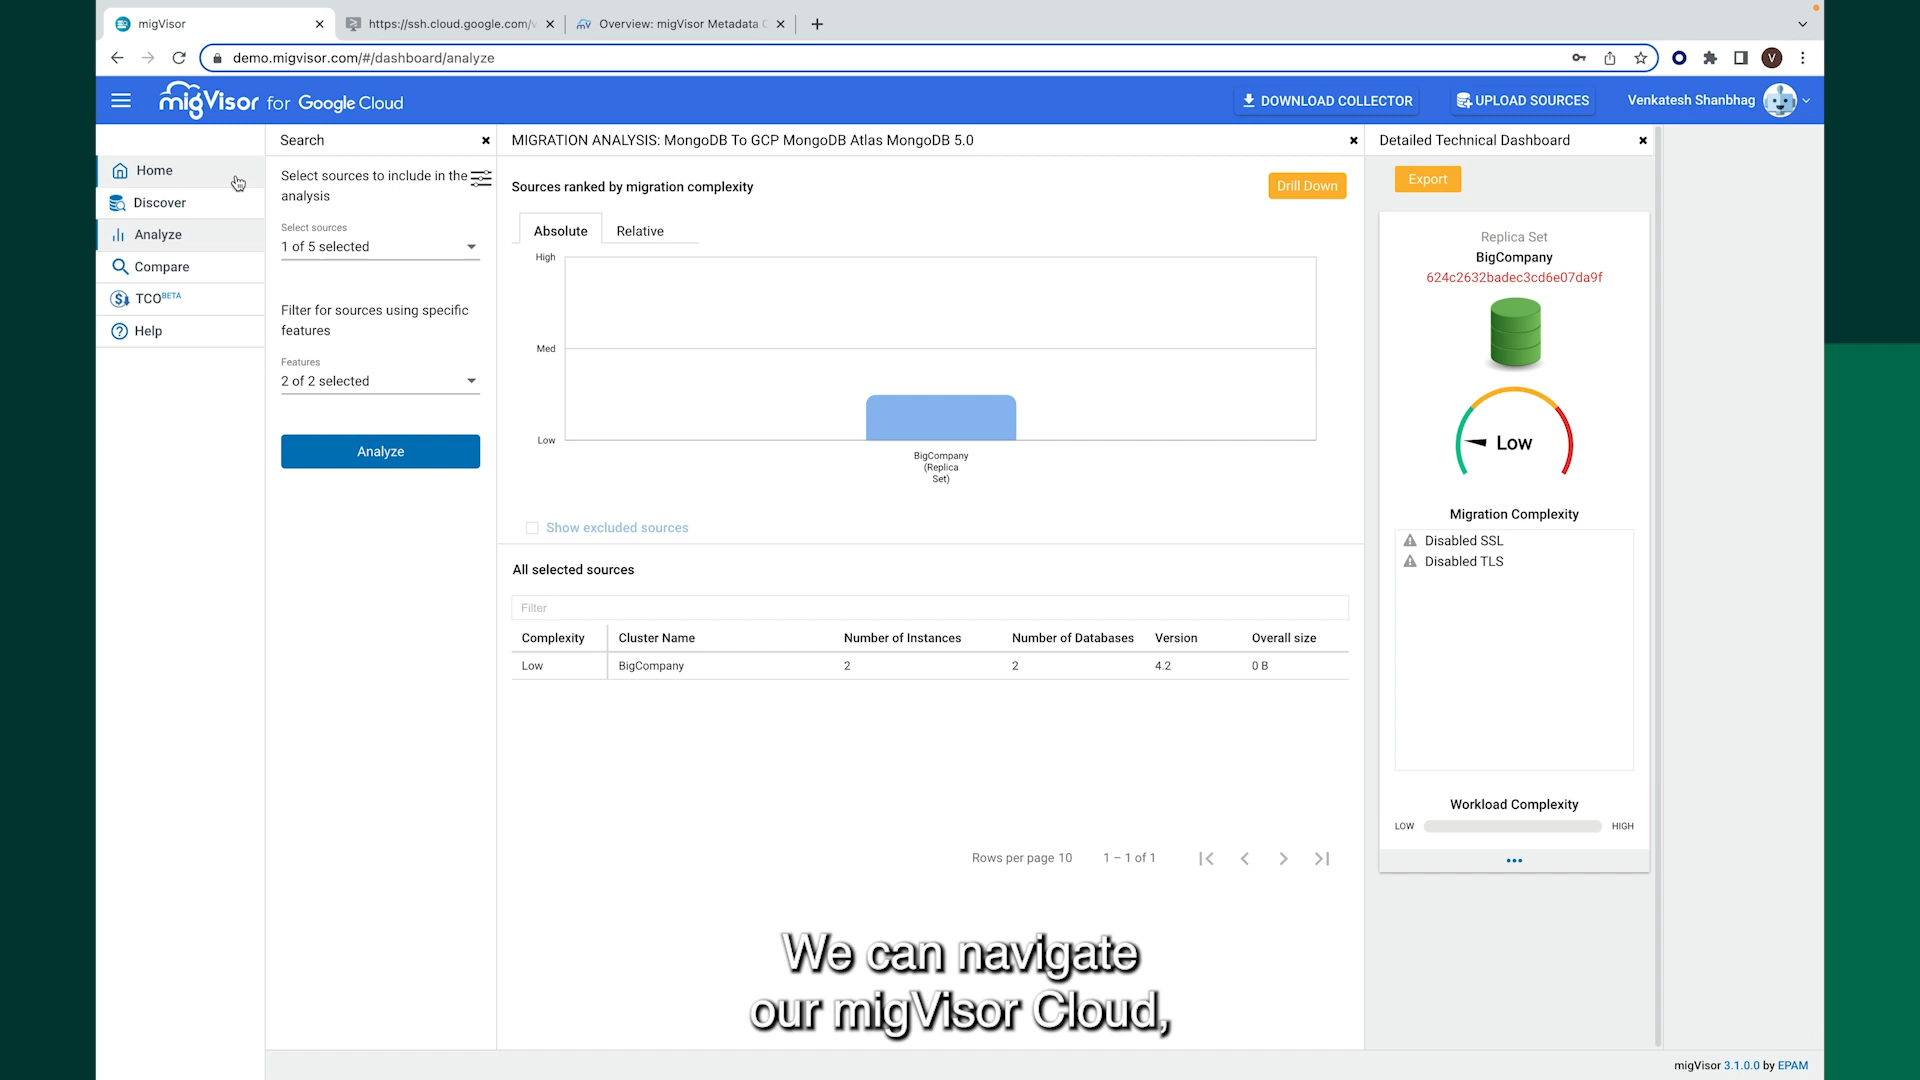 migVisor
https://ssh.cloud.google.com/v
Overview: migVisor Metadata C
demo.migvisor.com/#/dashboard/analyze
V
migVisor for Google Cloud
DOWNLOAD COLLECTOR
UPLOAD SOURCES
Venkatesh Shanbhag
Home
Discover
Analyze
Compare
TCO BETA
Help
Search
Select sources to include in the
analysis
Select sources
1 of 5 selected
Filter for sources using specific
features
Features
2 of 2 selected
Analyze
MIGRATION ANALYSIS: MongoDB To GCP MongoDB Atlas MongoDB 5.0
Sources ranked by migration complexity
Drill Down
Absolute
Relative
High
Med
Low
BigCompany
(Replica
Set)
Show excluded sources
All selected sources
Filter
Complexity Cluster Name Number of Instances Number of Databases Version Overall size
Low BigCompany 2 2 4.2 0 B
Rows per page 10 1 – 1 of 1
Detailed Technical Dashboard
Export
Replica Set
BigCompany
624c2632badec3cd6e07da9f
Low
Migration Complexity
Disabled SSL
Disabled TLS
Workload Complexity
LOW HIGH
We can navigate
our migVisor Cloud,
migVisor 3.1.0.0 by EPAM